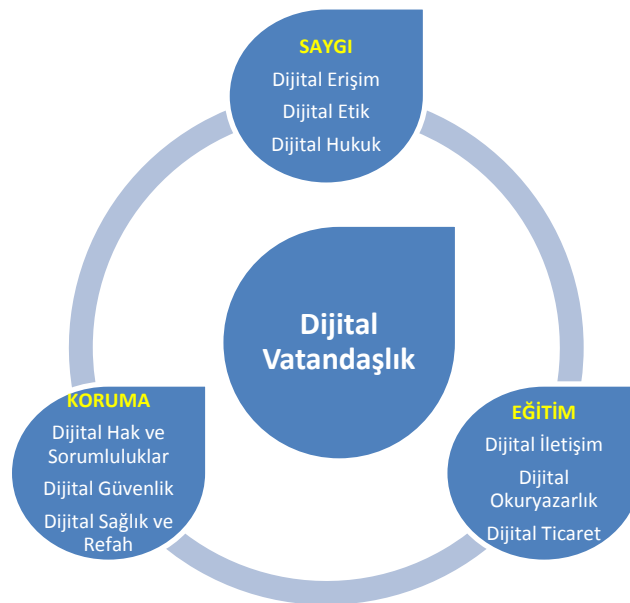 SAYGI
Dijital Erişim
Dijital Etik
Dijital Hukuk
Dijital
Vatandaşlık
KORUMA
Dijital Hak ve
Sorumluluklar
Dijital Güvenlik
Dijital Sağlık ve
Refah
EĞİTİM
Dijital İletişim
Dijital
Okuryazarlık
Dijital Ticaret